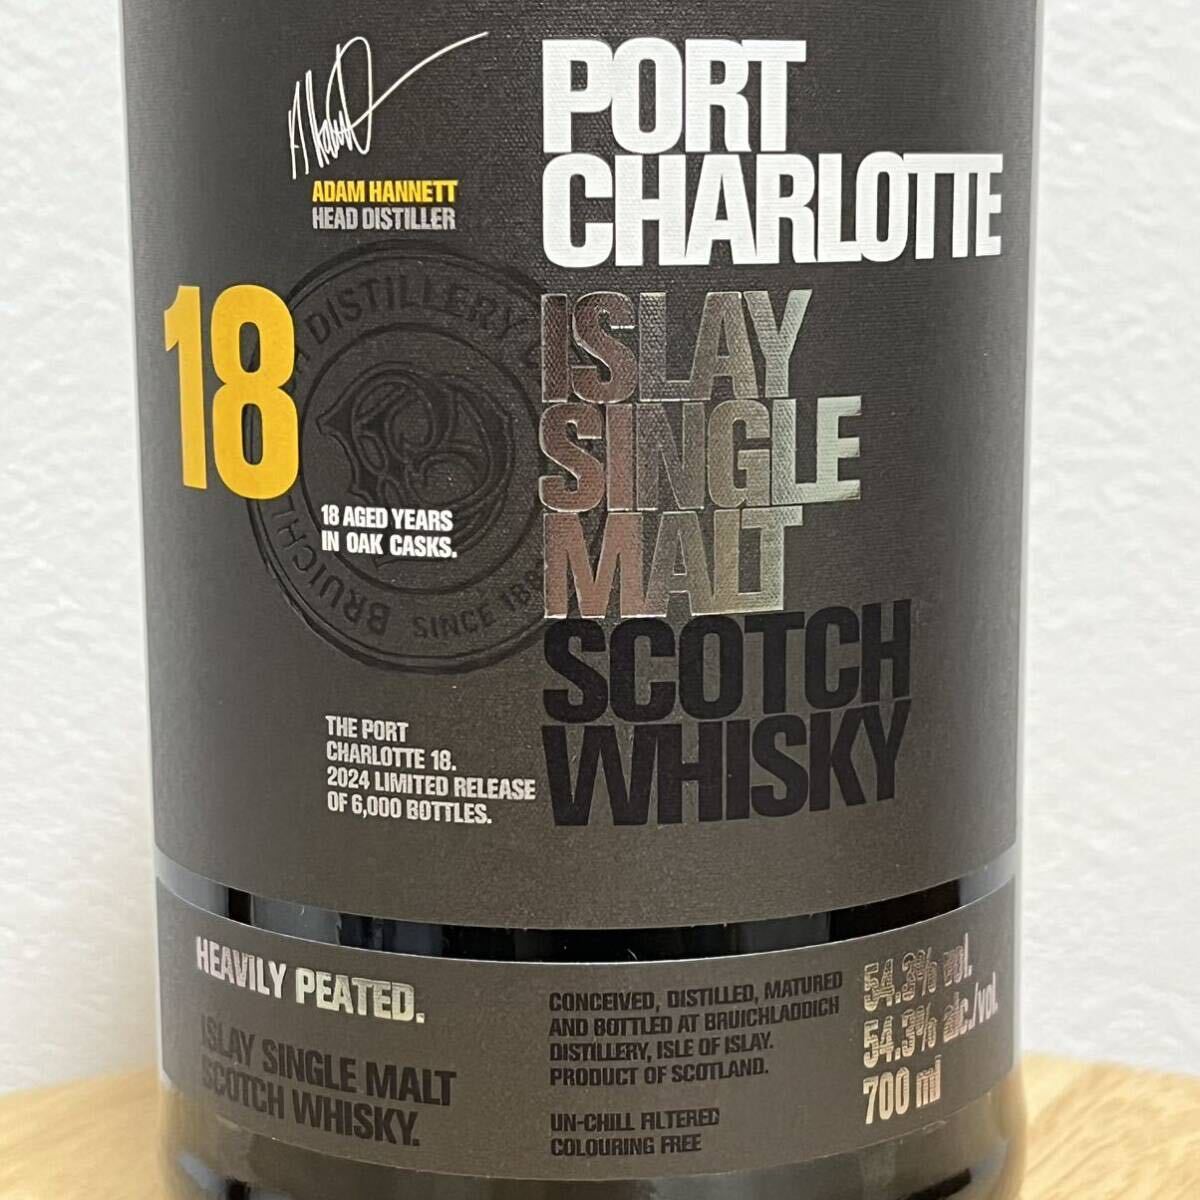 PORT
CHARLOTTE
ADAM HANNETT
HEAD DISTILLER
18
DISTILLERY
SINCE
ISLAY
SINGLE
MALT
SCOTCH
WHISKY
18 AGED YEARS
IN OAK CASKS.
THE PORT
CHARLOTTE 18.
2024 LIMITED RELEASE
OF 6,000 BOTTLES.
HEAVILY PEATED.
ISLAY SINGLE MALT
SCOTCH WHISKY.
CONCEIVED, DISTILLED, MATURED
AND BOTTLED AT BRUICHLADDICH
DISTILLERY, ISLE OF ISLAY.
PRODUCT OF SCOTLAND.
UN-CHILL FILTERED
COLOURING FREE
54.3% vol.
54.3% alc./vol.
700 ml